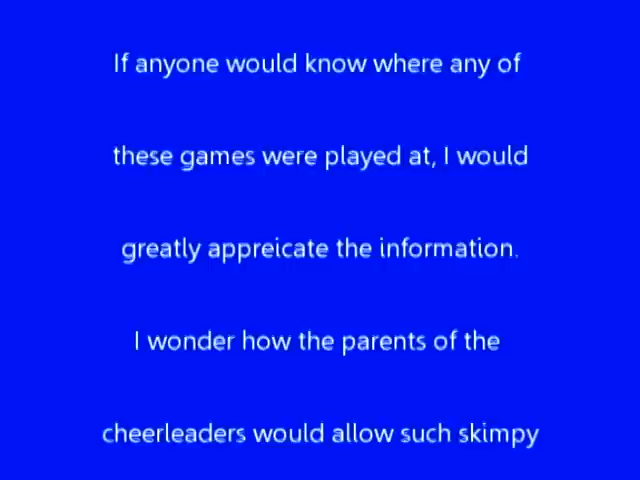 If anyone would know where any of
these games were played at, I would
greatly appreicate the information.
I wonder how the parents of the
cheerleaders would allow such skimpy